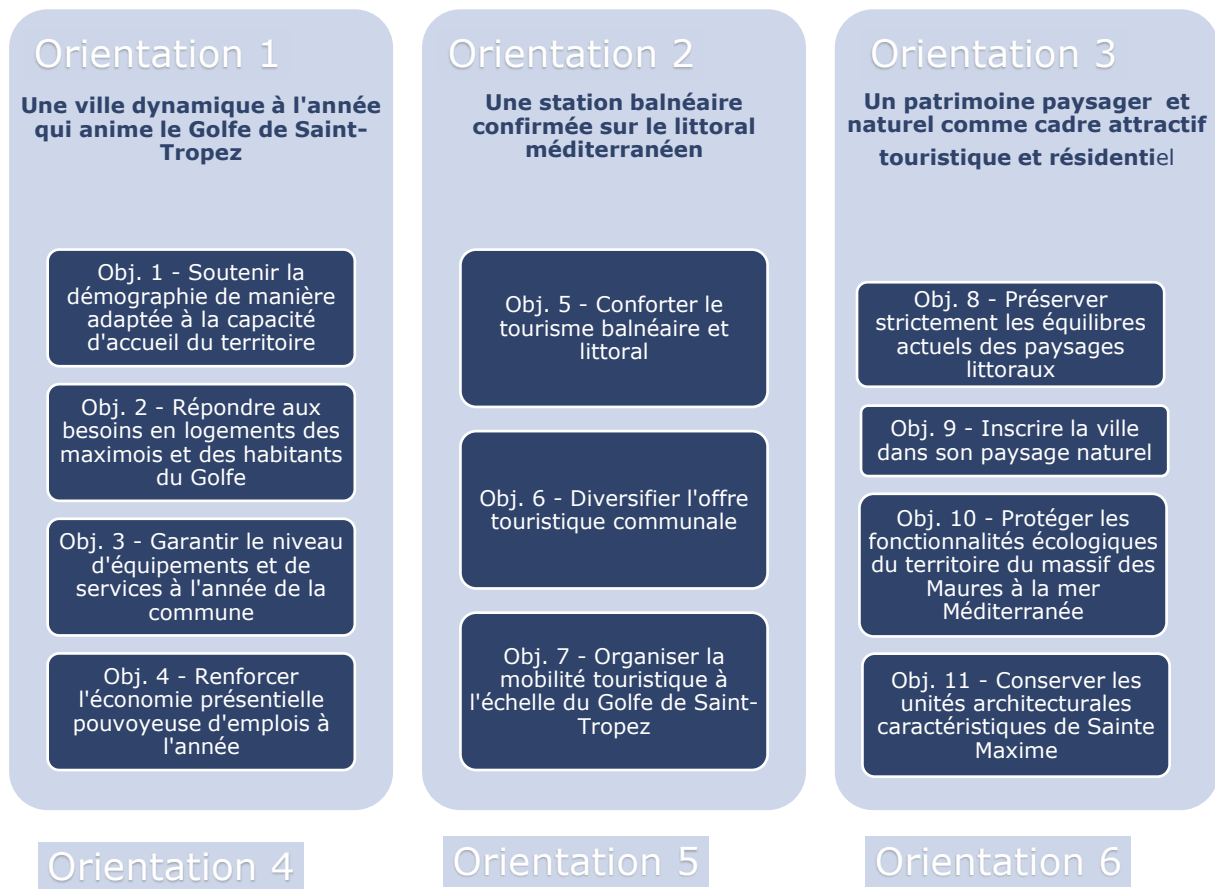 Orientation 1
Une ville dynamique à l'année
qui anime le Golfe de Saint-
Tropez
Obj. 1 - Soutenir la
démographie de manière
adaptée à la capacité
d'accueil du territoire
Obj. 2 - Répondre aux
besoins en logements des
maximois et des habitants
du Golfe
Obj. 3 - Garantir le niveau
d'équipements et de
services à l'année de la
commune
Obj. 4 - Renforcer
l'économie présentielle
pouvoyeuse d'emplois à
l'année
Orientation 2
Une station balnéaire
confirmée sur le littoral
méditerranéen
Obj. 5 - Conforter le
tourisme balnéaire et
littoral
Obj. 6 - Diversifier l'offre
touristique communale
Obj. 7 - Organiser la
mobilité touristique à
l'échelle du Golfe de Saint-
Tropez
Orientation 3
Un patrimoine paysager et
naturel comme cadre attractif
touristique et résidentiel
Obj. 8 - Préserver
strictement les équilibres
actuels des paysages
littoraux
Obj. 9 - Inscrire la ville
dans son paysage naturel
Obj. 10 - Protéger les
fonctionnalités écologiques
du territoire du massif des
Maures à la mer
Méditerranée
Obj. 11 - Conserver les
unités architecturales
caractéristiques de Sainte
Maxime
Orientation 4
Orientation 5
Orientation 6